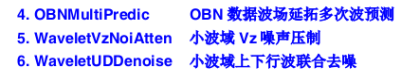 4. OBNMultiPredic OBN 数据波场延拓多次波预测
5. WaveletVzNoiAtten 小波域 Vz 噪声压制
6. WaveletUDDenoise 小波域上下行波联合去噪